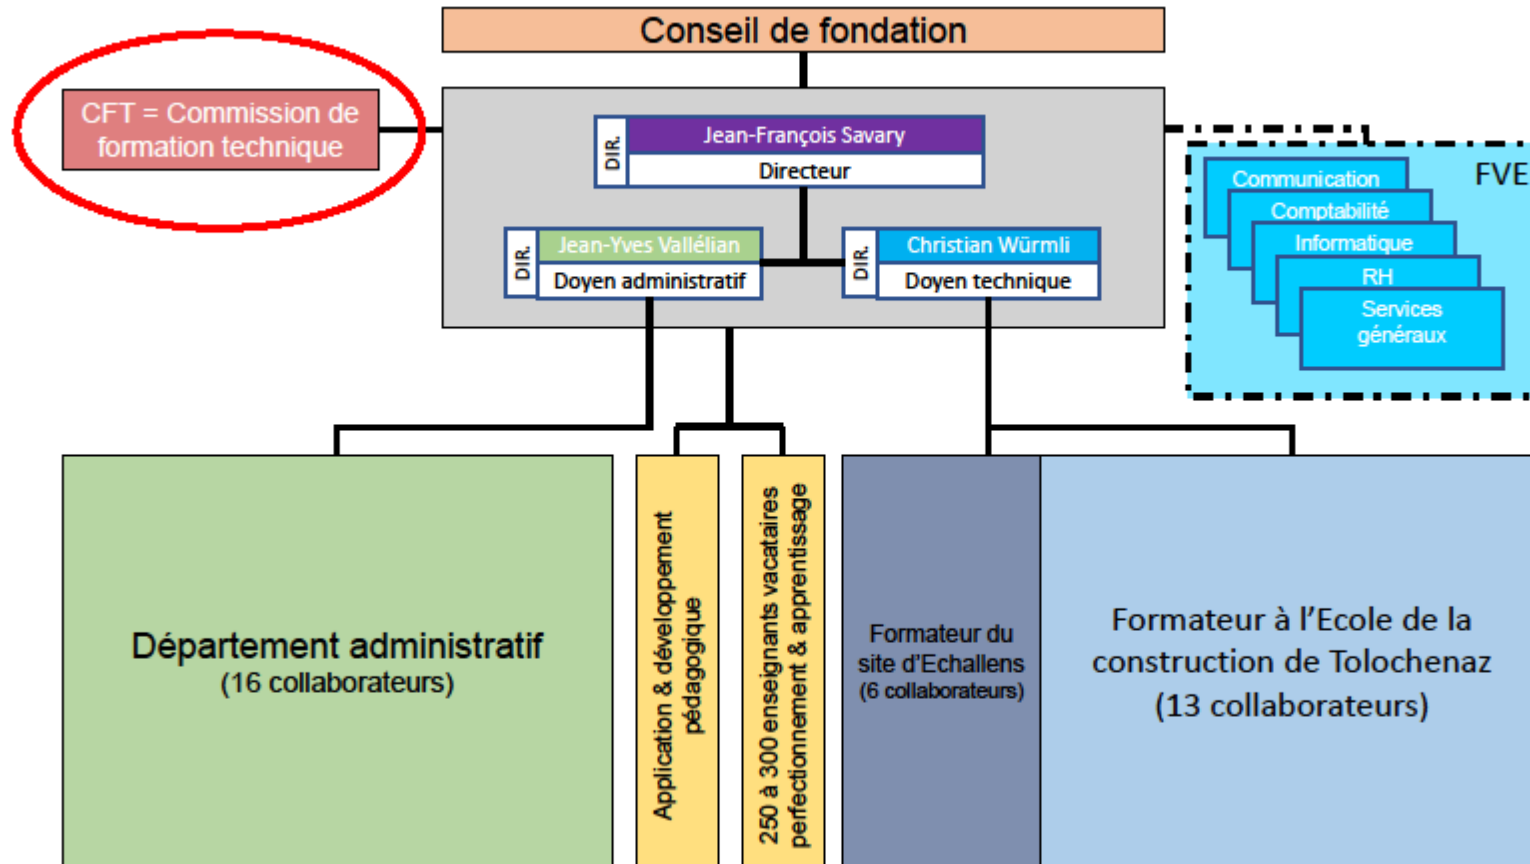 Conseil de fondation
CFT = Commission de
formation technique
DIR.
Jean-François Savary
Directeur
DIR.
Jean-Yves Vallélian
Doyen administratif
DIR.
Christian Würmli
Doyen technique
FVE
Communication
Comptabilité
Informatique
RH
Services
généraux
Département administratif
(16 collaborateurs)
Application & développement
pédagogique
250 à 300 enseignants vacataires
perfectionnement & apprentissage
Formateur du
site d'Echallens
(6 collaborateurs)
Formateur à l'Ecole de la
construction de Tolochenaz
(13 collaborateurs)